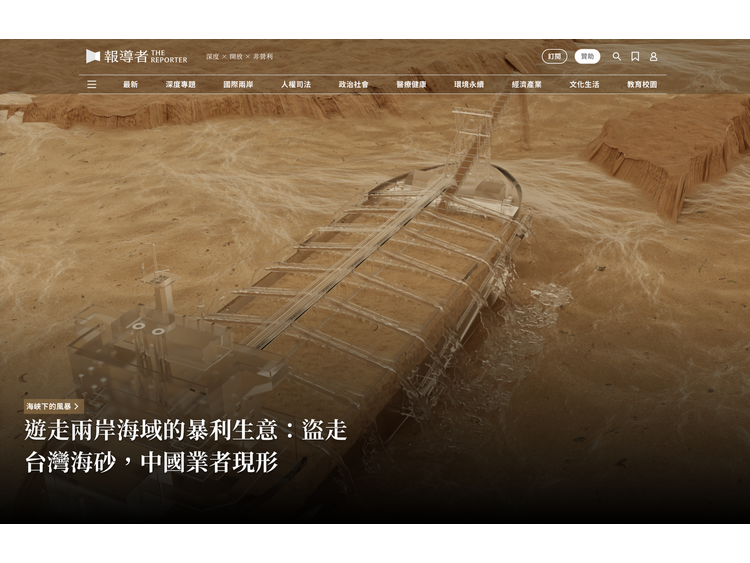 報導者 THE REPORTER
深度 × 開放 × 非營利
訂閱
贊助
最新
深度專題
國際兩岸
人權司法
政治社會
醫療健康
環境永續
經濟產業
文化生活
教育校園
海峽下的風暴
遊走兩岸海域的暴利生意：盜走
台灣海砂，中國業者現形